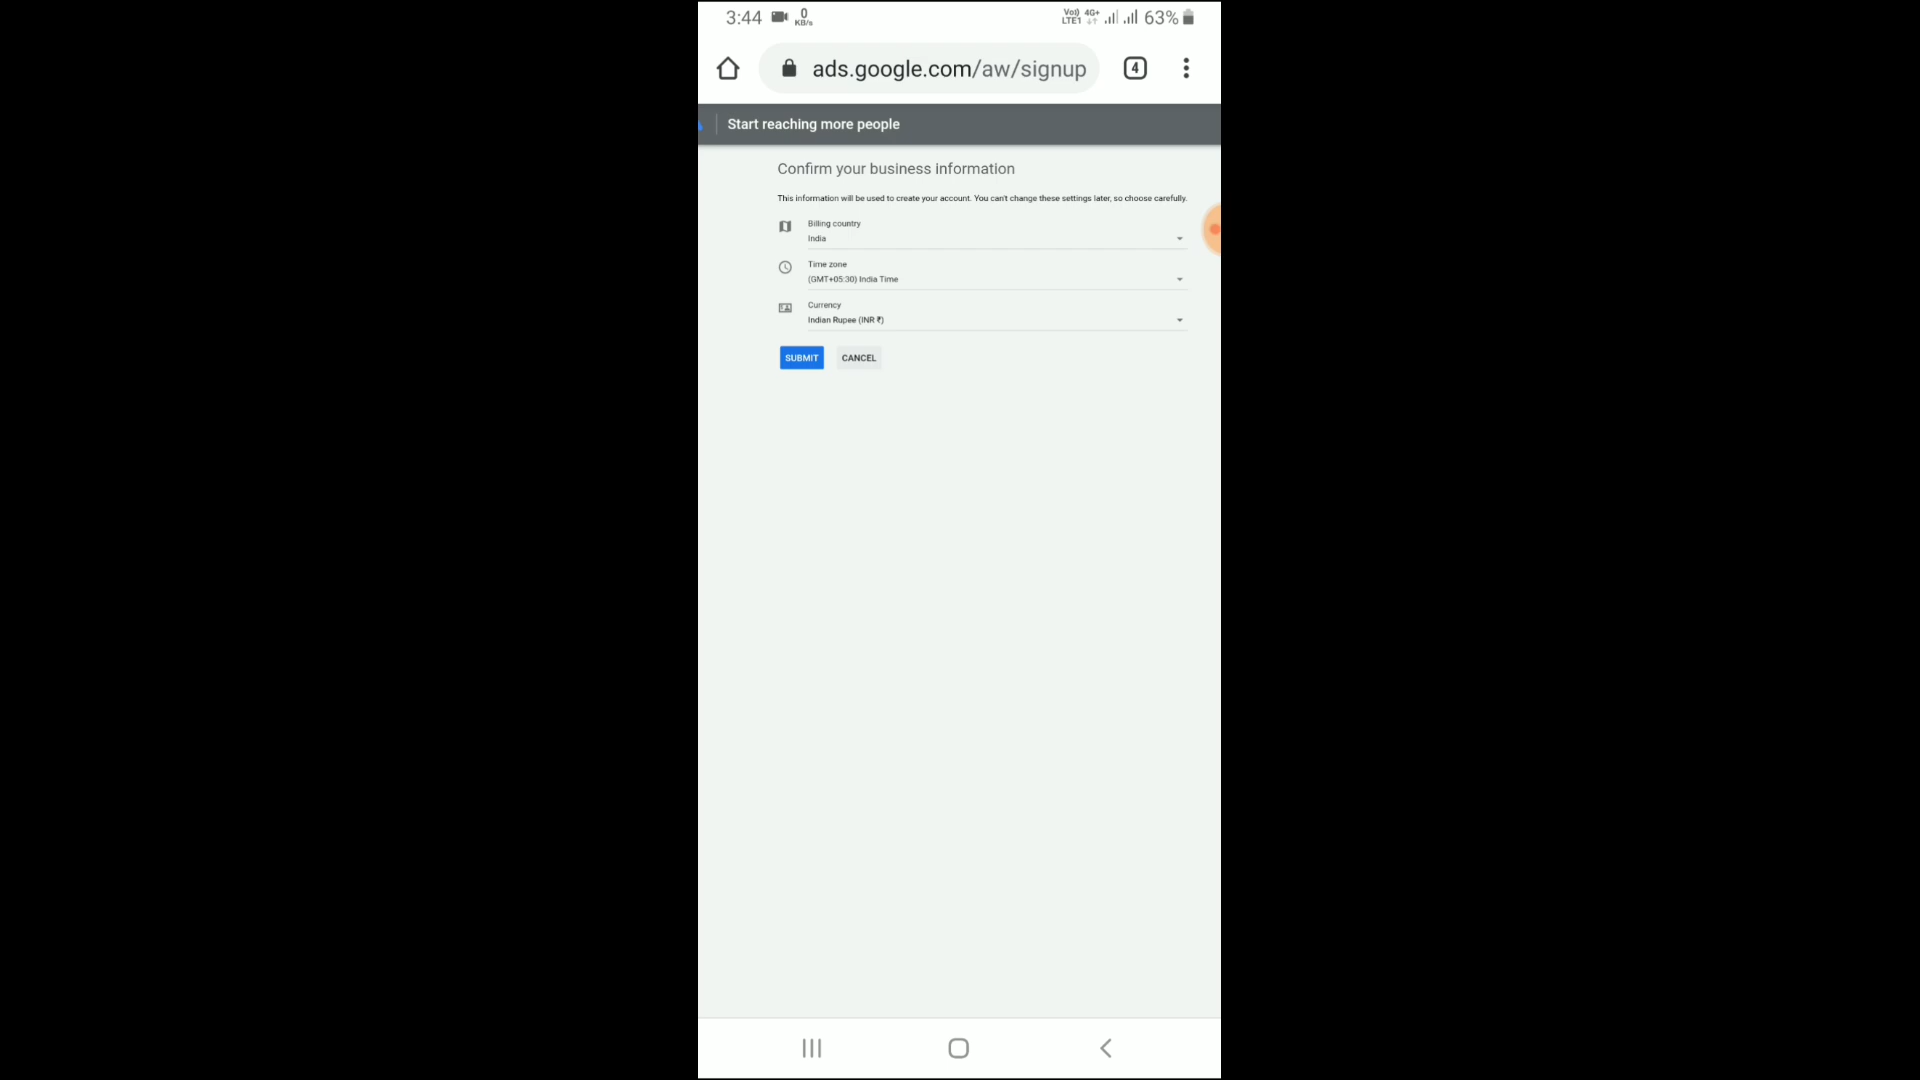 3:44 0 KB/s Vo)) LTE1 4G+ 63%
ads.google.com/aw/signup 4
Start reaching more people
Confirm your business information
This information will be used to create your account. You can't change these settings later, so choose carefully.
Billing country
India
Time zone
(GMT+05:30) India Time
Currency
Indian Rupee (INR ₹)
SUBMIT CANCEL